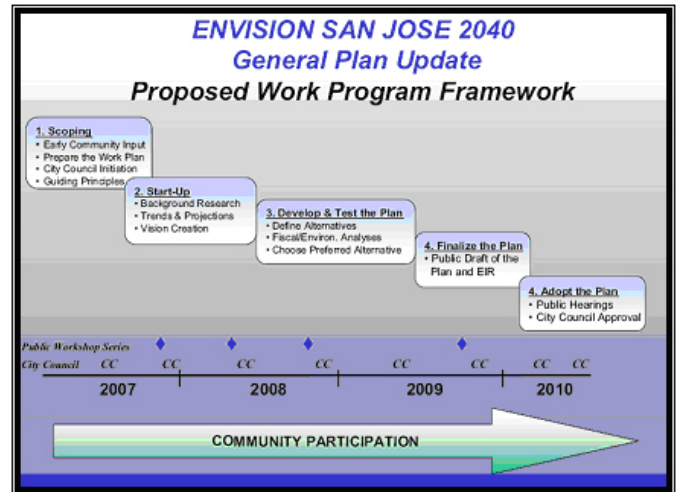 ENVISION SAN JOSE 2040
General Plan Update
Proposed Work Program Framework
1. Scoping
• Early Community Input
• Prepare the Work Plan
• City Council Initiation
• Guiding Principles
2. Start-Up
• Background Research
• Trends & Projections
• Vision Creation
3. Develop & Test the Plan
• Define Alternatives
• Fiscal/Environ. Analyses
• Choose Preferred Alternative
4. Finalize the Plan
• Public Draft of the
Plan and EIR
4. Adopt the Plan
• Public Hearings
• City Council Approval
Public Workshop Series
City Council CC CC CC CC CC CC CC CC
2007 2008 2009 2010
COMMUNITY PARTICIPATION